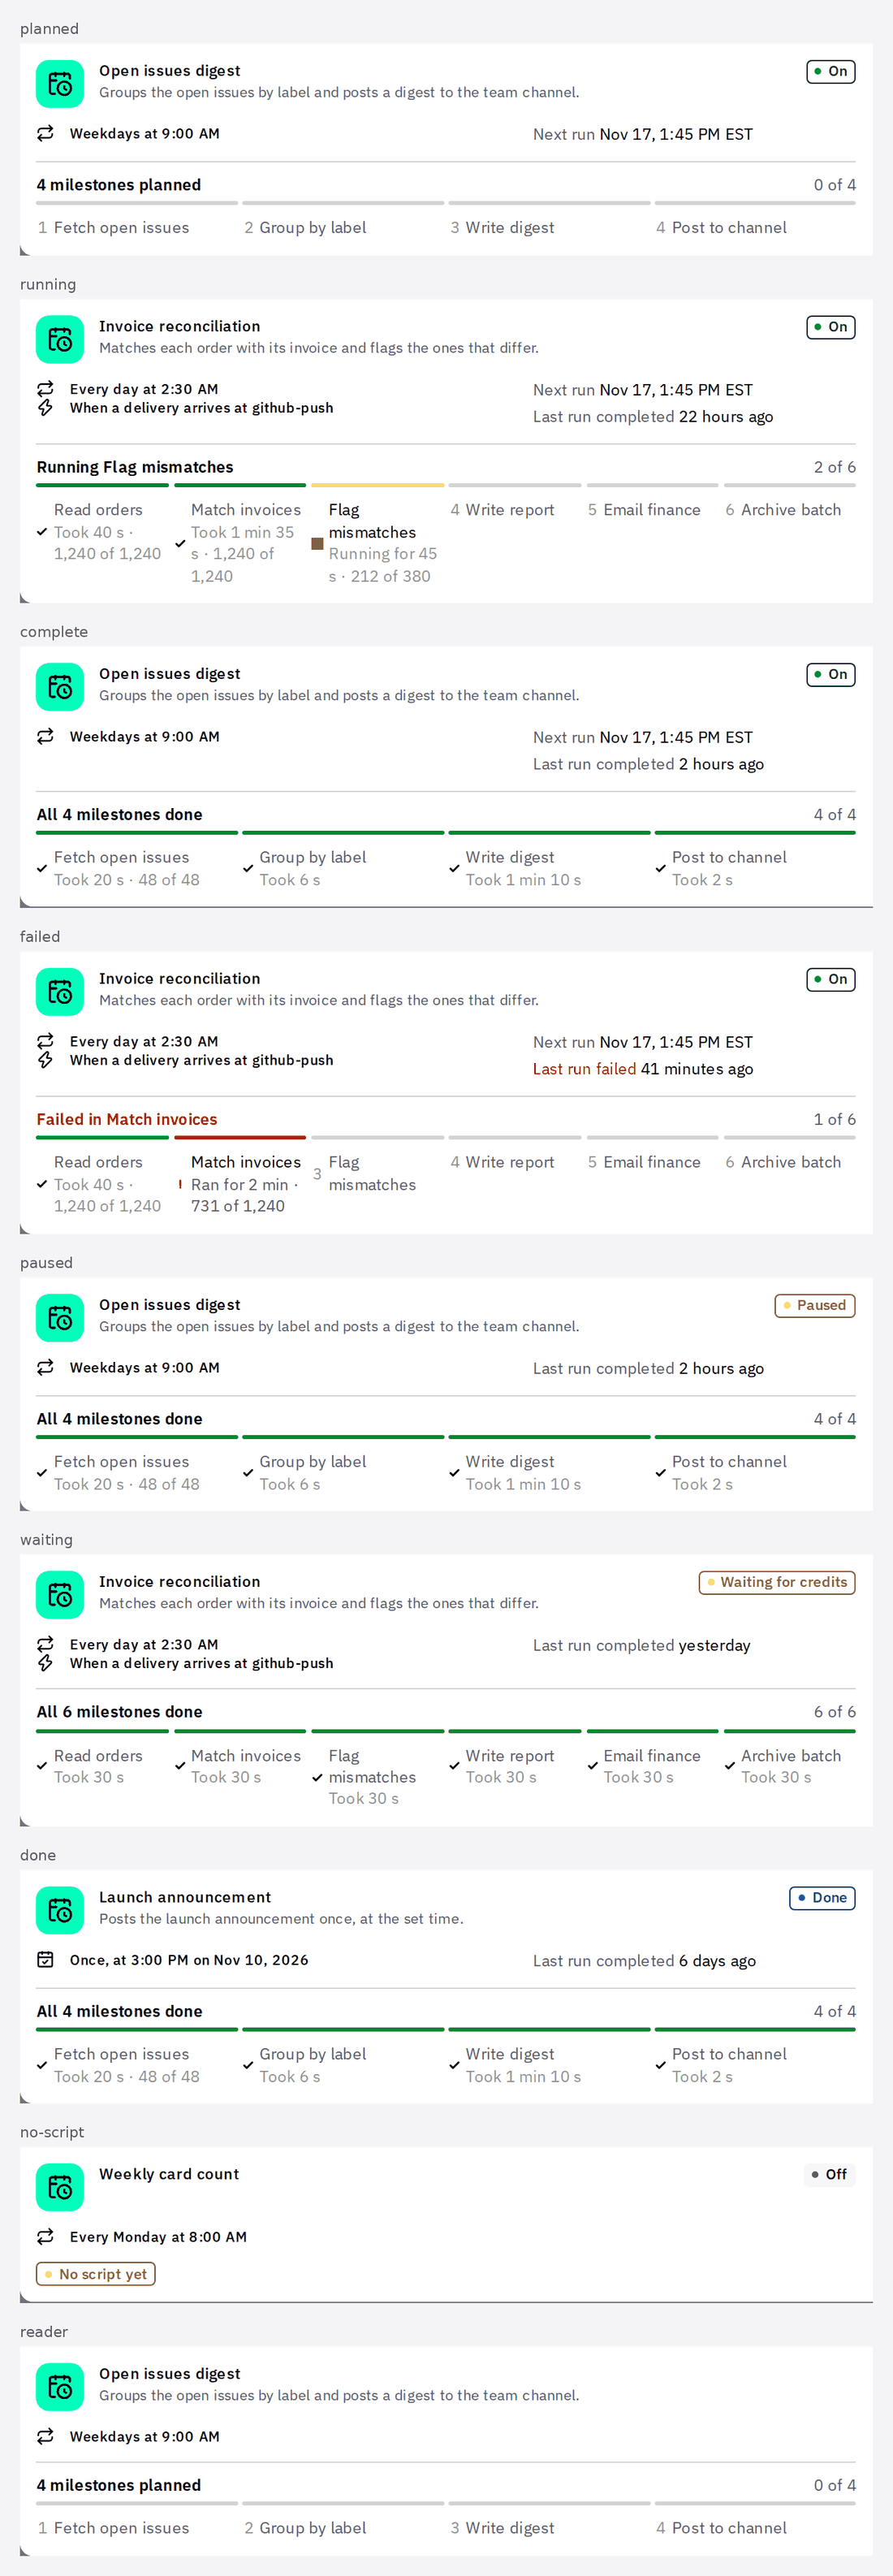 planned
Open issues digest
On
Groups the open issues by label and posts a digest to the team channel.
Weekdays at 9:00 AM
Next run Nov 17, 1:45 PM EST
4 milestones planned
0 of 4
1 Fetch open issues
2 Group by label
3 Write digest
4 Post to channel
running
Invoice reconciliation
On
Matches each order with its invoice and flags the ones that differ.
Every day at 2:30 AM
When a delivery arrives at github-push
Next run Nov 17, 1:45 PM EST
Last run completed 22 hours ago
Running Flag mismatches
2 of 6
Read orders
Took 40 s ·
1,240 of 1,240
Match invoices
Took 1 min 35
s · 1,240 of
1,240
Flag
mismatches
Running for 45
s · 212 of 380
4 Write report
5 Email finance
6 Archive batch
complete
Open issues digest
On
Groups the open issues by label and posts a digest to the team channel.
Weekdays at 9:00 AM
Next run Nov 17, 1:45 PM EST
Last run completed 2 hours ago
All 4 milestones done
4 of 4
Fetch open issues
Took 20 s · 48 of 48
Group by label
Took 6 s
Write digest
Took 1 min 10 s
Post to channel
Took 2 s
failed
Invoice reconciliation
On
Matches each order with its invoice and flags the ones that differ.
Every day at 2:30 AM
When a delivery arrives at github-push
Next run Nov 17, 1:45 PM EST
Last run failed 41 minutes ago
Failed in Match invoices
1 of 6
Read orders
Took 40 s ·
1,240 of 1,240
! Match invoices
Ran for 2 min ·
731 of 1,240
3 Flag
mismatches
4 Write report
5 Email finance
6 Archive batch
paused
Open issues digest
Paused
Groups the open issues by label and posts a digest to the team channel.
Weekdays at 9:00 AM
Last run completed 2 hours ago
All 4 milestones done
4 of 4
Fetch open issues
Took 20 s · 48 of 48
Group by label
Took 6 s
Write digest
Took 1 min 10 s
Post to channel
Took 2 s
waiting
Invoice reconciliation
Waiting for credits
Matches each order with its invoice and flags the ones that differ.
Every day at 2:30 AM
When a delivery arrives at github-push
Last run completed yesterday
All 6 milestones done
6 of 6
Read orders
Took 30 s
Match invoices
Took 30 s
Flag
mismatches
Took 30 s
Write report
Took 30 s
Email finance
Took 30 s
Archive batch
Took 30 s
done
Launch announcement
Done
Posts the launch announcement once, at the set time.
Once, at 3:00 PM on Nov 10, 2026
Last run completed 6 days ago
All 4 milestones done
4 of 4
Fetch open issues
Took 20 s · 48 of 48
Group by label
Took 6 s
Write digest
Took 1 min 10 s
Post to channel
Took 2 s
no-script
Weekly card count
Off
Every Monday at 8:00 AM
No script yet
reader
Open issues digest
Groups the open issues by label and posts a digest to the team channel.
Weekdays at 9:00 AM
4 milestones planned
0 of 4
1 Fetch open issues
2 Group by label
3 Write digest
4 Post to channel